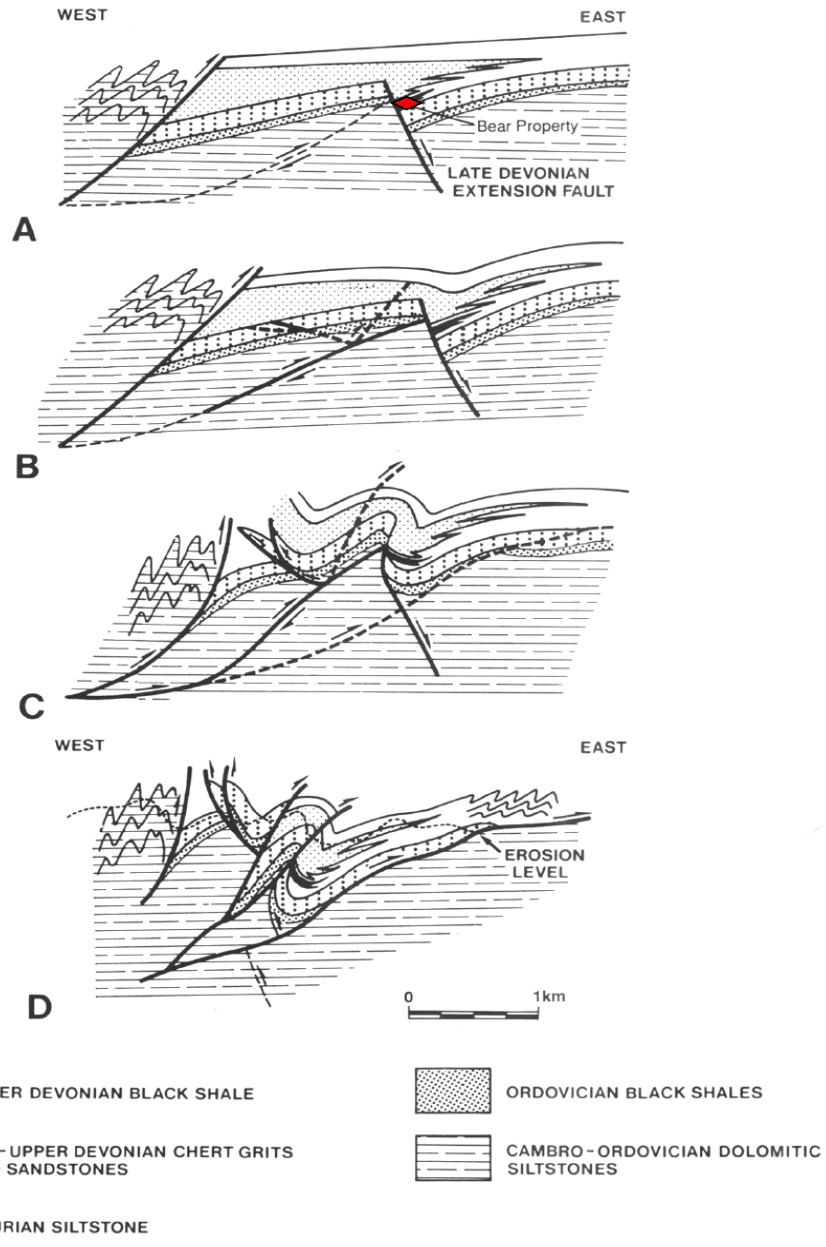 WEST EAST
Bear Property
LATE DEVONIAN
EXTENSION FAULT
A
B
C
WEST EAST
EROSION
LEVEL
D
0 1km
ER DEVONIAN BLACK SHALE
ORDOVICIAN BLACK SHALES
-UPPER DEVONIAN CHERT GRITS
SANDSTONES
CAMBRO-ORDOVICIAN DOLOMITIC
SILTSTONES
RIAN SILTSTONE